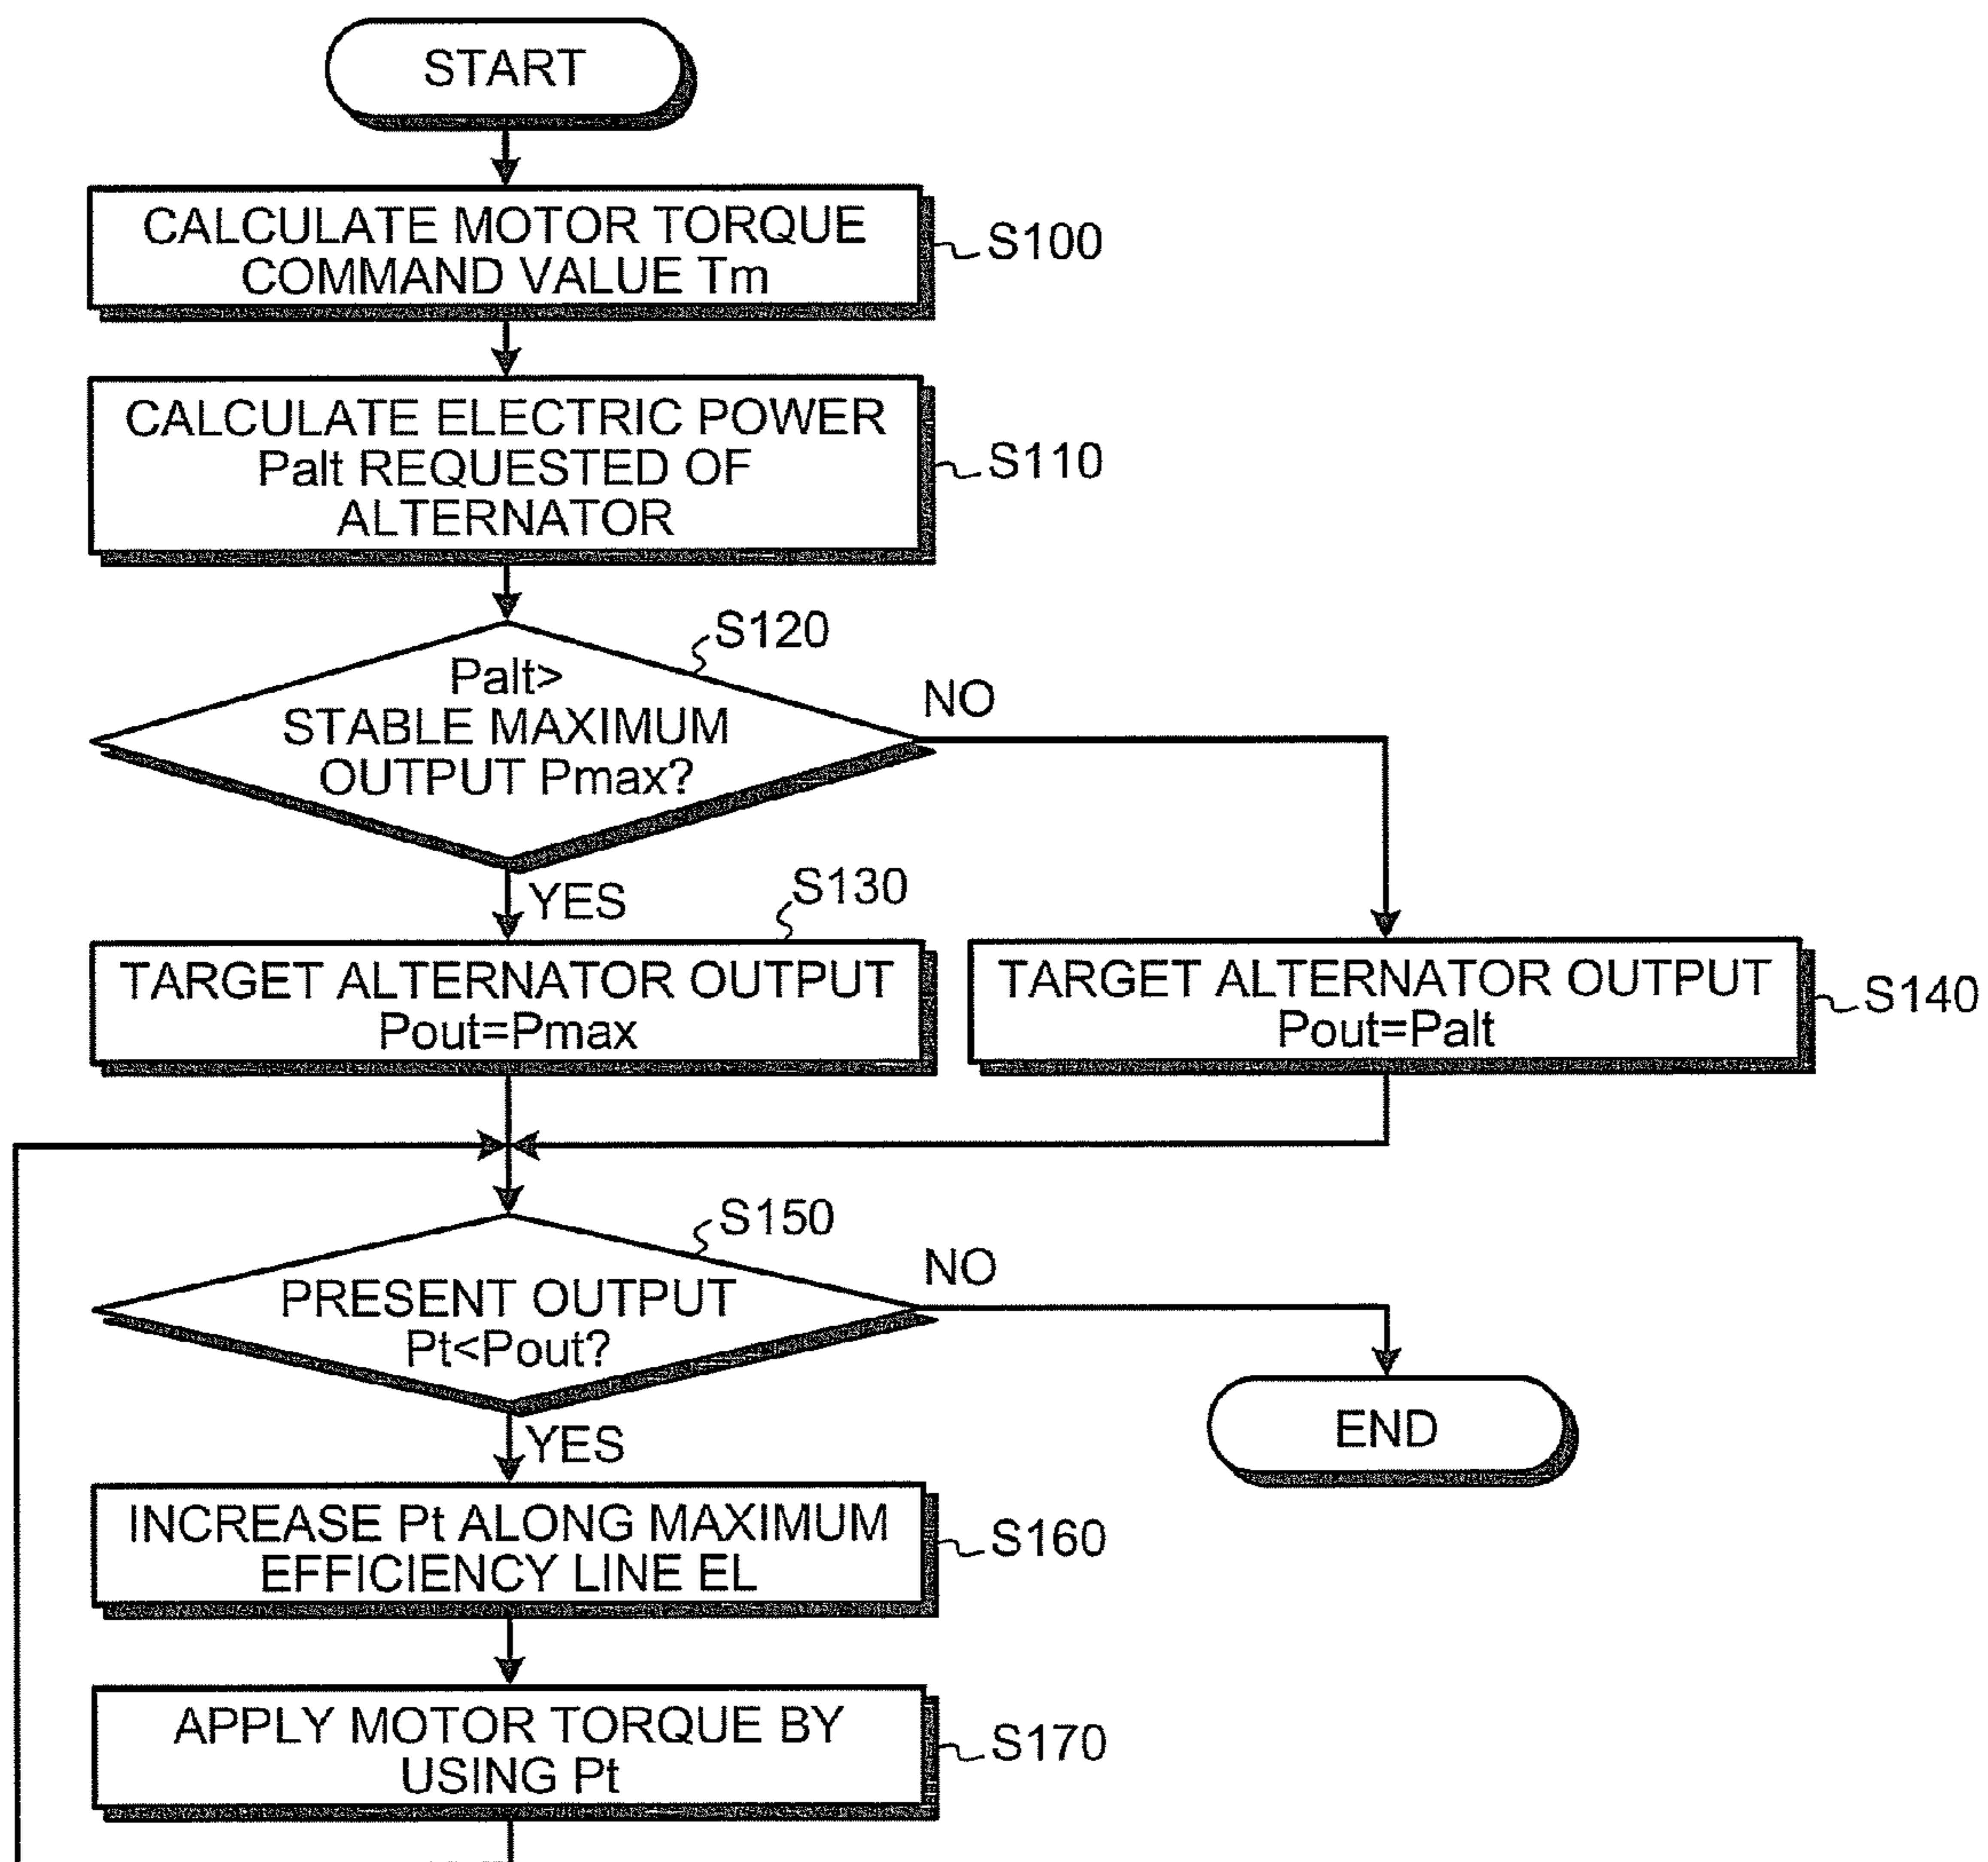 START
CALCULATE MOTOR TORQUE
COMMAND VALUE Tm
S100
CALCULATE ELECTRIC POWER
Palt REQUESTED OF
ALTERNATOR
S110
S120
Palt>
STABLE MAXIMUM
OUTPUT Pmax?
NO
YES
S130
TARGET ALTERNATOR OUTPUT
Pout=Pmax
TARGET ALTERNATOR OUTPUT
Pout=Palt
S140
S150
PRESENT OUTPUT
Pt<Pout?
NO
YES
END
INCREASE Pt ALONG MAXIMUM
EFFICIENCY LINE EL
S160
APPLY MOTOR TORQUE BY
USING Pt
S170